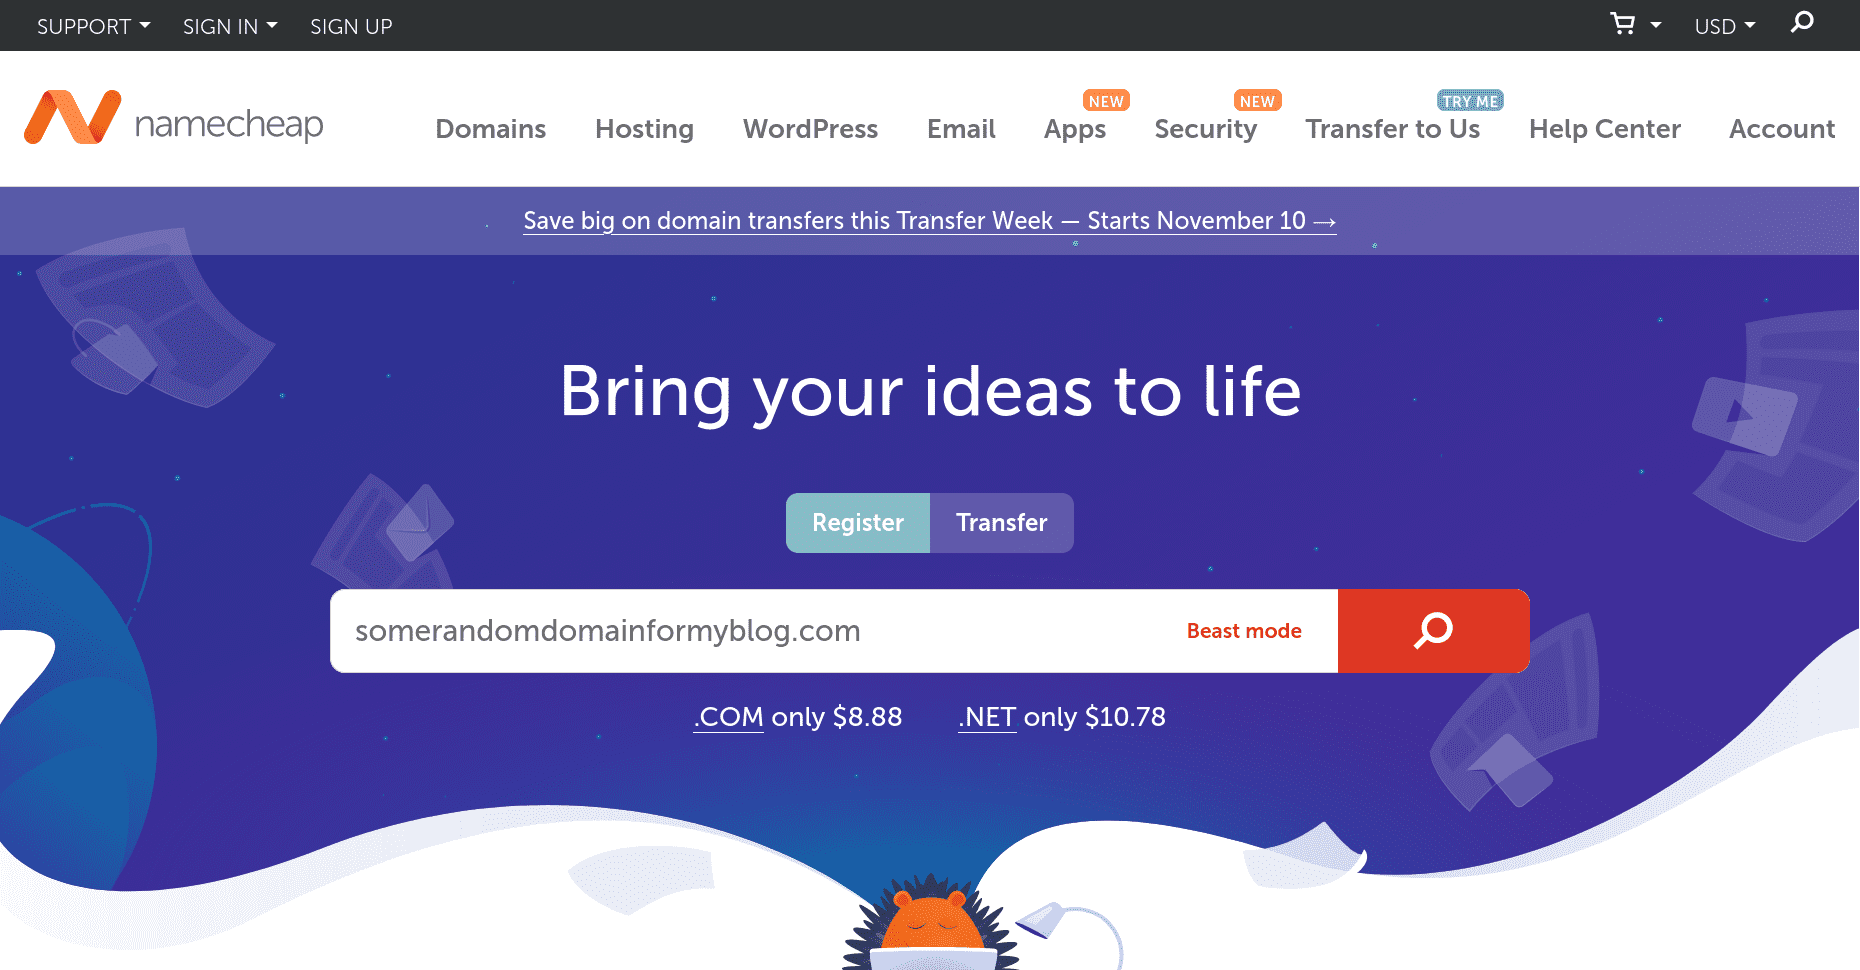 SUPPORT SIGN IN SIGN UP USD
namecheap
NEW NEW TRY ME
Domains Hosting WordPress Email Apps Security Transfer to Us Help Center Account
Save big on domain transfers this Transfer Week — Starts November 10 →
Bring your ideas to life
Register Transfer
somerandomdomainformyblog.com Beast mode
.COM only $8.88 .NET only $10.78